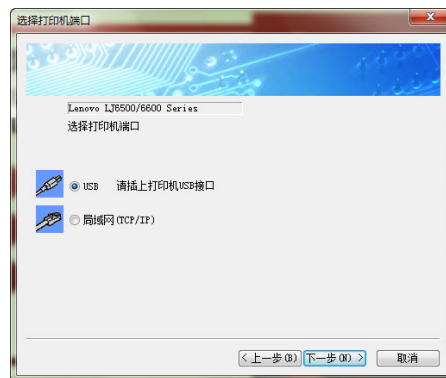 选择打印机端口
Lenovo LJ6500/6600 Series
选择打印机端口
USB 请插上打印机USB接口
局域网(TCP/IP)
< 上一步(B) 下一步(N) > 取消